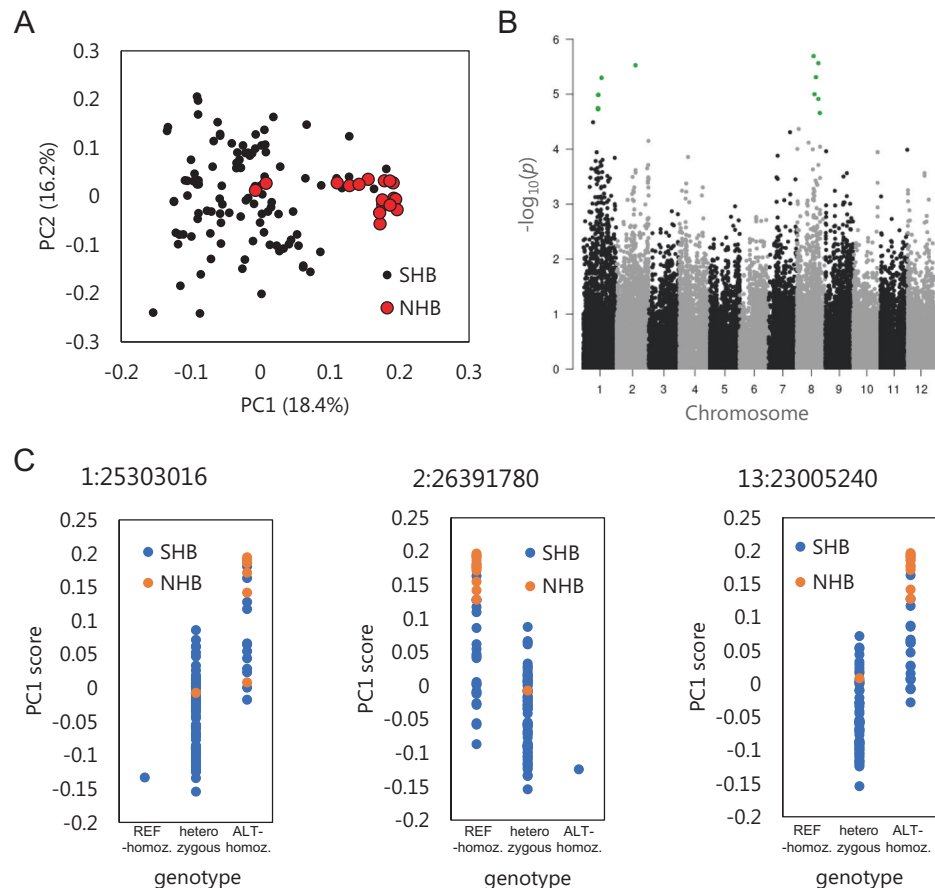 A
B
0.3
0.2
0.1
0
-0.1
-0.2
-0.3
PC2 (16.2%)
SHB
NHB
-0.2
-0.1
0
0.1
0.2
0.3
PC1 (18.4%)
6
5
4
3
2
1
0
-log10(p)
1
2
3
4
5
6
7
8
9
10
11
12
Chromosome
C
1:25303016
0.25
0.2
0.15
0.1
0.05
0
-0.05
-0.1
-0.15
-0.2
PC1 score
SHB
NHB
REF
-homoz.
hetero
zygous
ALT-
homoz.
genotype
2:26391780
0.25
0.2
0.15
0.1
0.05
0
-0.05
-0.1
-0.15
-0.2
PC1 score
SHB
NHB
REF
-homoz.
hetero
zygous
ALT-
homoz.
genotype
13:23005240
0.25
0.2
0.15
0.1
0.05
0
-0.05
-0.1
-0.15
-0.2
PC1 score
SHB
NHB
REF
-homoz.
hetero
zygous
ALT-
homoz.
genotype